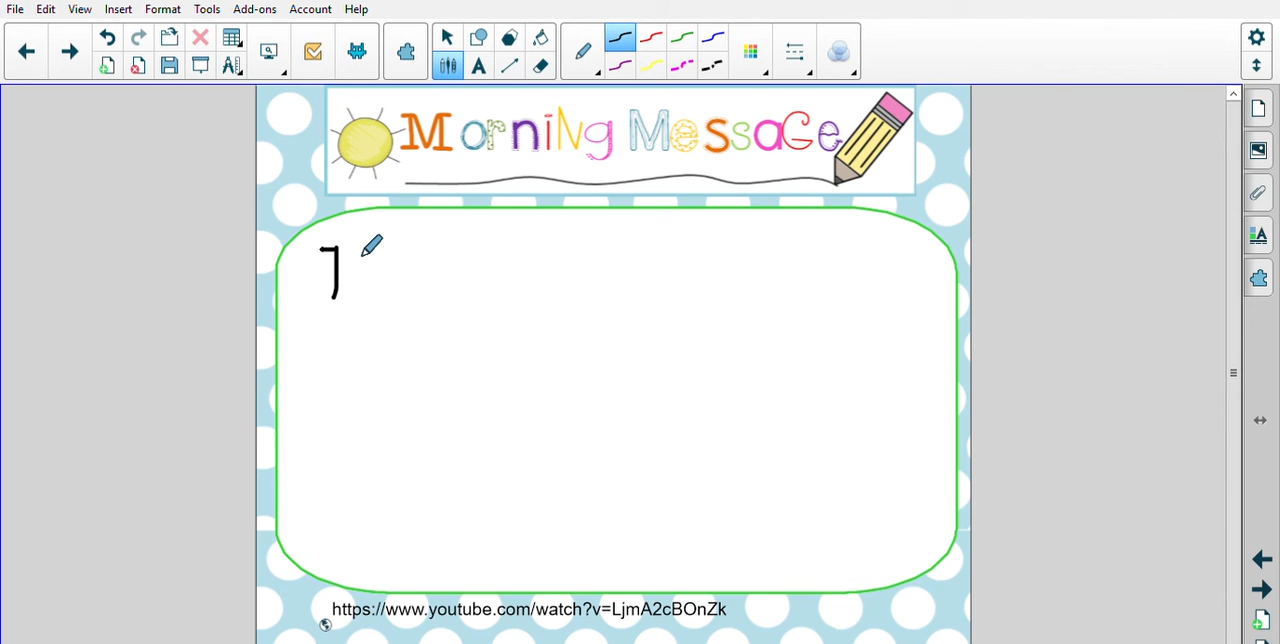 File Edit View Insert Format Tools Add-ons Account Help
Morning Message
https://www.youtube.com/watch?v=LjmA2cBOnZk